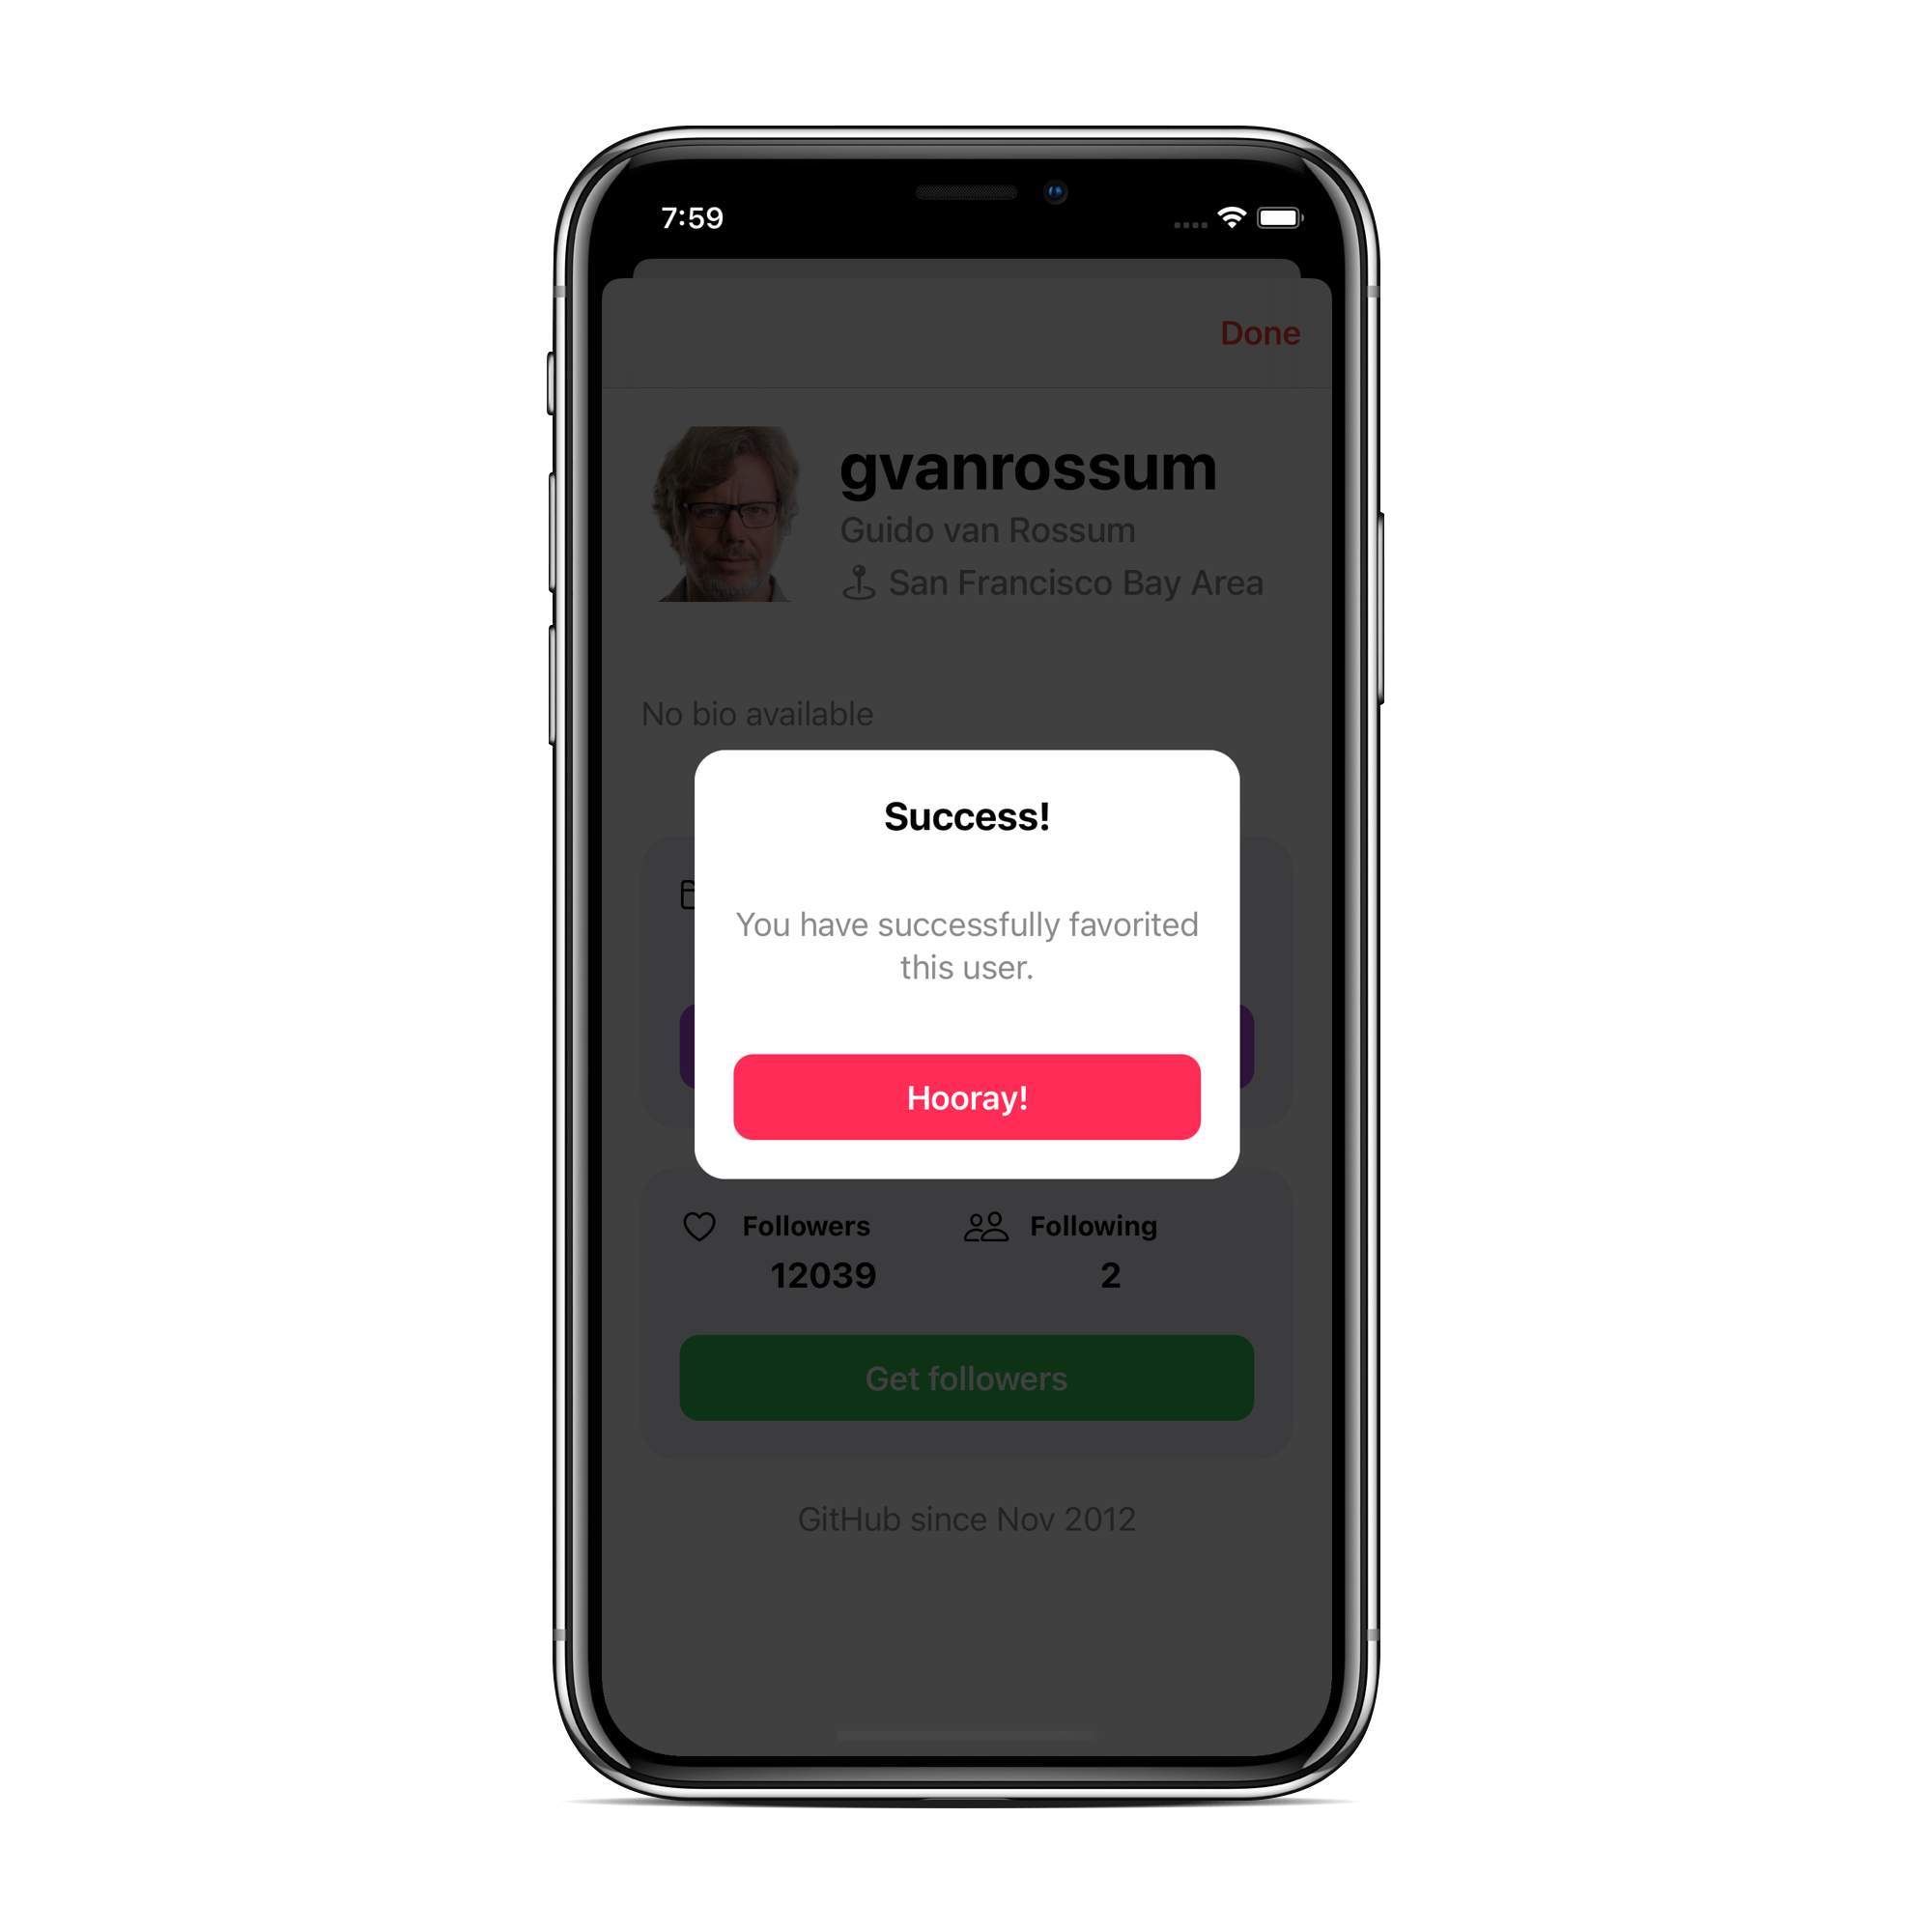 7:59
Done
gvanrossum
Guido van Rossum
San Francisco Bay Area
No bio available
Success!
You have successfully favorited
this user.
Hooray!
Followers
Following
12039
2
Get followers
GitHub since Nov 2012